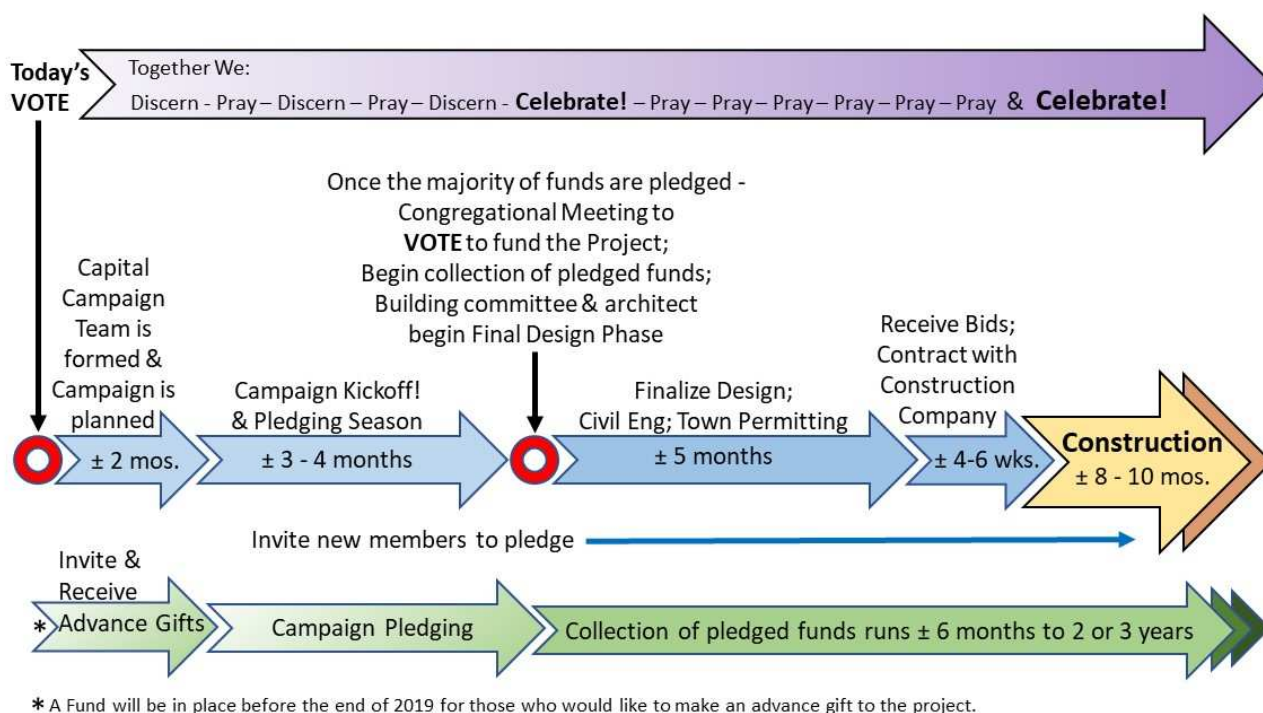 Today's
VOTE
Together We:
Discern - Pray – Discern – Pray – Discern - Celebrate! – Pray – Pray – Pray – Pray – Pray – Pray & Celebrate!
Once the majority of funds are pledged -
Congregational Meeting to
VOTE to fund the Project;
Begin collection of pledged funds;
Building committee & architect
begin Final Design Phase
Capital
Campaign
Team is
formed &
Campaign is
planned
± 2 mos.
Campaign Kickoff!
& Pledging Season
± 3 - 4 months
Finalize Design;
Civil Eng; Town Permitting
± 5 months
Receive Bids;
Contract with
Construction
Company
± 4-6 wks.
Construction
± 8 - 10 mos.
Invite new members to pledge
Invite &
Receive
* Advance Gifts
Campaign Pledging
Collection of pledged funds runs ± 6 months to 2 or 3 years
* A Fund will be in place before the end of 2019 for those who would like to make an advance gift to the project.